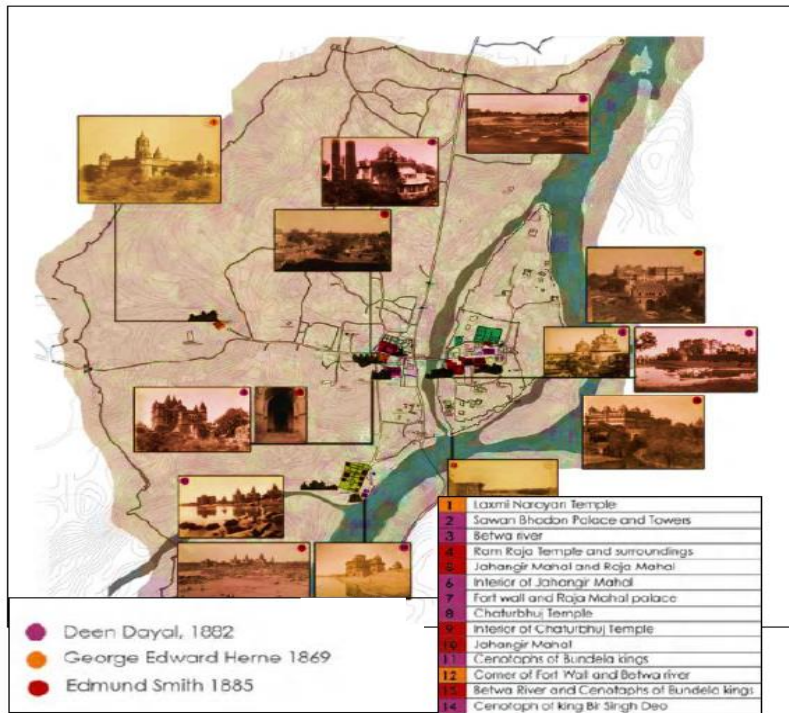 1 Laxmi Narayan Temple
2 Sawan Bhadon Palace and Towers
3 Betwa river
4 Ram Raja Temple and surroundings
5 Jahangir Mahal and Raja Mahal
6 Interior of Jahangir Mahal
7 Fort wall and Raja Mahal palace
8 Chaturbhuj Temple
9 Interior of Chaturbhuj Temple
10 Jahangir Mahal
11 Cenotaphs of Bundela kings
12 Corner of Fort Wall and Betwa river
13 Betwa River and Cenotaphs of Bundela kings
14 Cenotaph of king Bir Singh Deo
Deen Dayal, 1882
George Edward Herne 1869
Edmund Smith 1885